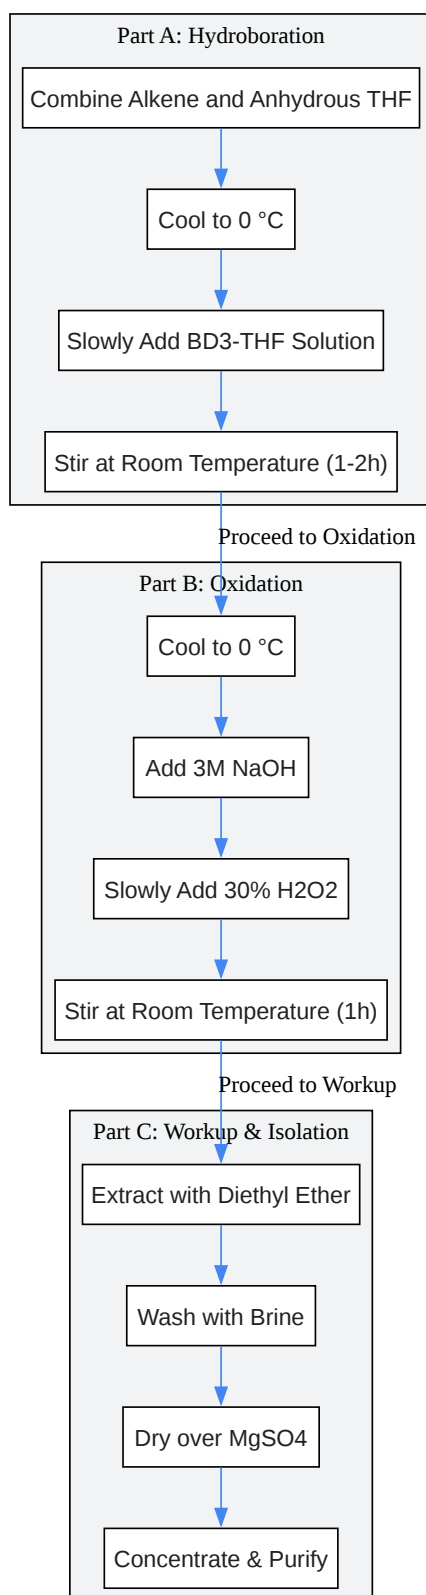 Part A: Hydroboration
Combine Alkene and Anhydrous THF
Cool to 0 °C
Slowly Add BD3-THF Solution
Stir at Room Temperature (1-2h)
Proceed to Oxidation
Part B: Oxidation
Cool to 0 °C
Add 3M NaOH
Slowly Add 30% H2O2
Stir at Room Temperature (1h)
Proceed to Workup
Part C: Workup & Isolation
Extract with Diethyl Ether
Wash with Brine
Dry over MgSO4
Concentrate & Purify